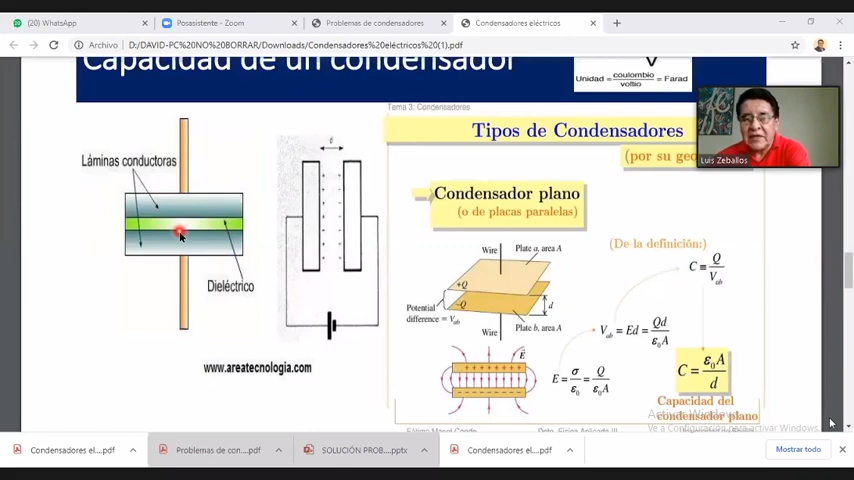 (20) WhatsApp
Posasistente - Zoom
Problemas de condensadores
Condensadores eléctricos
Archivo
D:/DAVID-PC%20NO%20BORRAR/Downloads/Condensadores%20eléctricos%20(1).pdf
Capacidad de un condensador
V
Unidad = coulombio/voltio = Farad
Tema 3: Condensadores
Tipos de Condensadores
(por su geo
Luis Zeballos
Láminas conductoras
Dieléctrico
www.areatecnologia.com
Condensador plano
(o de placas paralelas)
Wire
Plate a, area A
+Q
−Q
Potential
difference = Vab
d
Wire
Plate b, area A
E
(De la definición:)
C ≡ Q/Vab
Vab = Ed = Qd/ε0A
E = σ/ε0 = Q/ε0A
C = ε0A/d
Capacidad del
condensador plano
Activar Windows
Ve a Configuración para activar Windows.
Condensadores el....pdf
Problemas de con....pdf
SOLUCIÓN PROB....pptx
Condensadores el....pdf
Mostrar todo